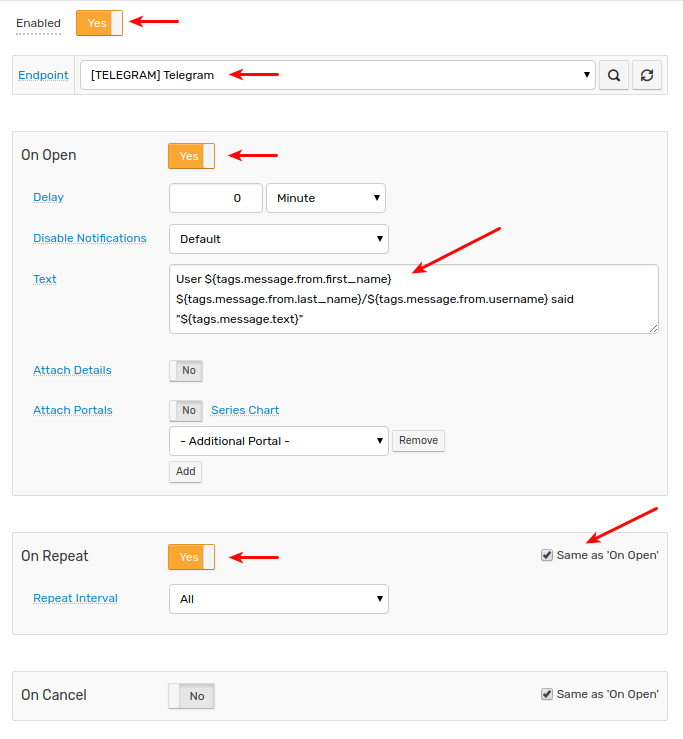 Enabled Yes
Endpoint [TELEGRAM] Telegram
On Open Yes
Delay 0 Minute
Disable Notifications Default
Text User ${tags.message.from.first_name}
${tags.message.from.last_name}/${tags.message.from.username} said
"${tags.message.text}"
Attach Details No
Attach Portals No Series Chart
- Additional Portal - Remove
Add
On Repeat Yes Same as 'On Open'
Repeat Interval All
On Cancel No Same as 'On Open'